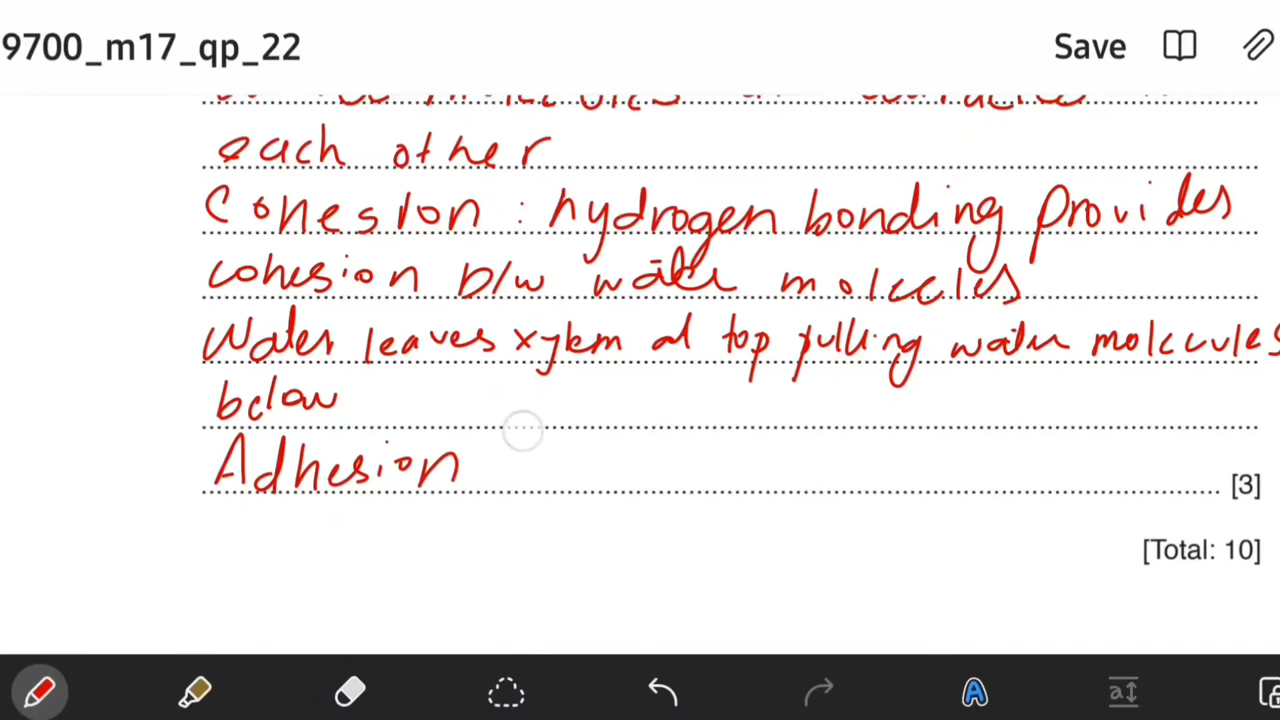 9700_m17_qp_22
Save
each other
Cohesion : hydrogen bonding provides
cohesion b/w water molecules
Water leaves xylem at top pulling water molecules
below
Adhesion
[3]
[Total: 10]